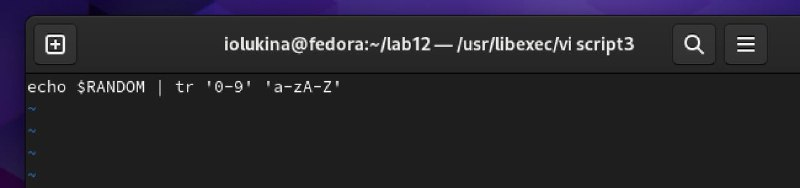 iolukina@fedora:~/lab12 — /usr/libexec/vi script3
echo $RANDOM | tr '0-9' 'a-zA-Z'
~
~
~
~